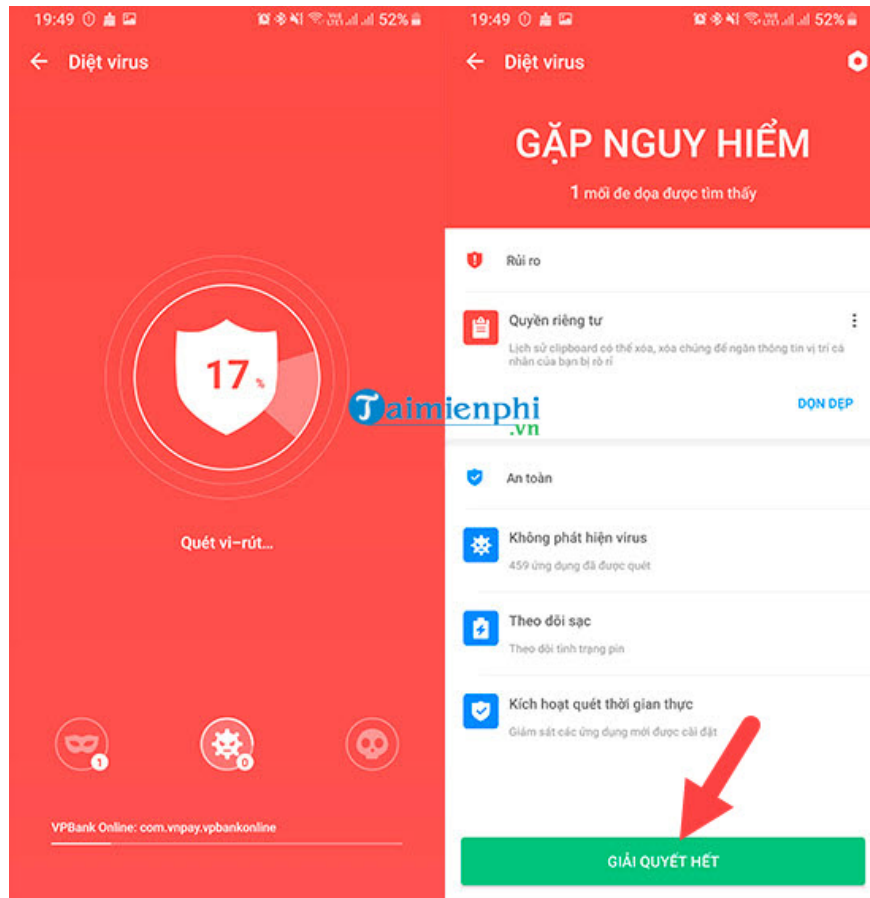 19:49 52%
Diệt virus
17 %
Quét vi-rút...
1
0
VPBank Online: com.vnpay.vpbankonline
19:49 52%
Diệt virus
GẶP NGUY HIỂM
1 mối đe dọa được tìm thấy
Rủi ro
Quyền riêng tư
Lịch sử clipboard có thể xóa, xóa chúng để ngăn thông tin vị trí cá
nhân của bạn bị rò rỉ
DỌN DẸP
An toàn
Không phát hiện virus
459 ứng dụng đã được quét
Theo dõi sạc
Theo dõi tình trạng pin
Kích hoạt quét thời gian thực
Giám sát các ứng dụng mới được cài đặt
GIẢI QUYẾT HẾT
Taimienphi
.vn